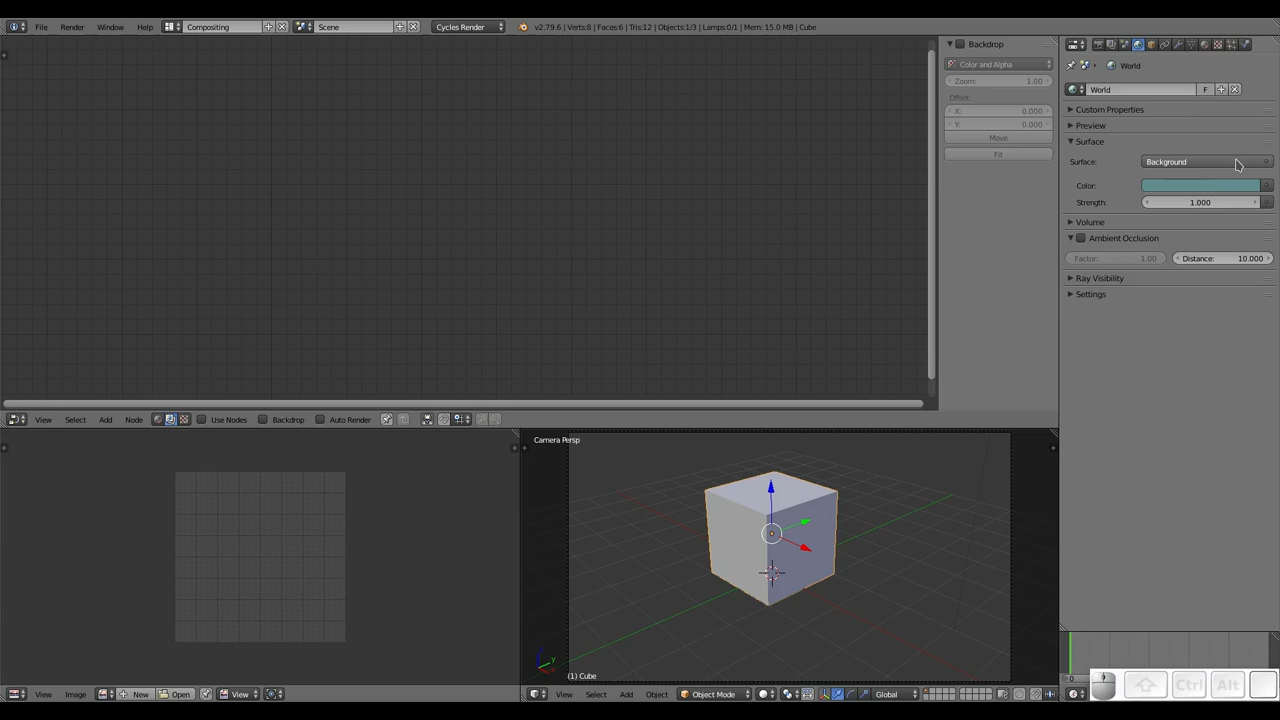 File Render Window Help Compositing Scene Cycles Render v2.79.6 | Verts:8 | Faces:6 | Tris:12 | Objects:1/3 | Lamps:0/1 | Mem: 15.0 MB | Cube
Backdrop
Color and Alpha
Zoom: 1.00
Offset:
X: 0.000
Y: 0.000
Move
Fit
World
World F
Custom Properties
Preview
Surface
Surface: Background
Color:
Strength: 1.000
Volume
Ambient Occlusion
Factor: 1.00 Distance: 10.000
Ray Visibility
Settings
View Select Add Node Use Nodes Backdrop Auto Render
Camera Persp
(1) Cube
View Image New Open View
View Select Add Object Object Mode Global
Ctrl Alt